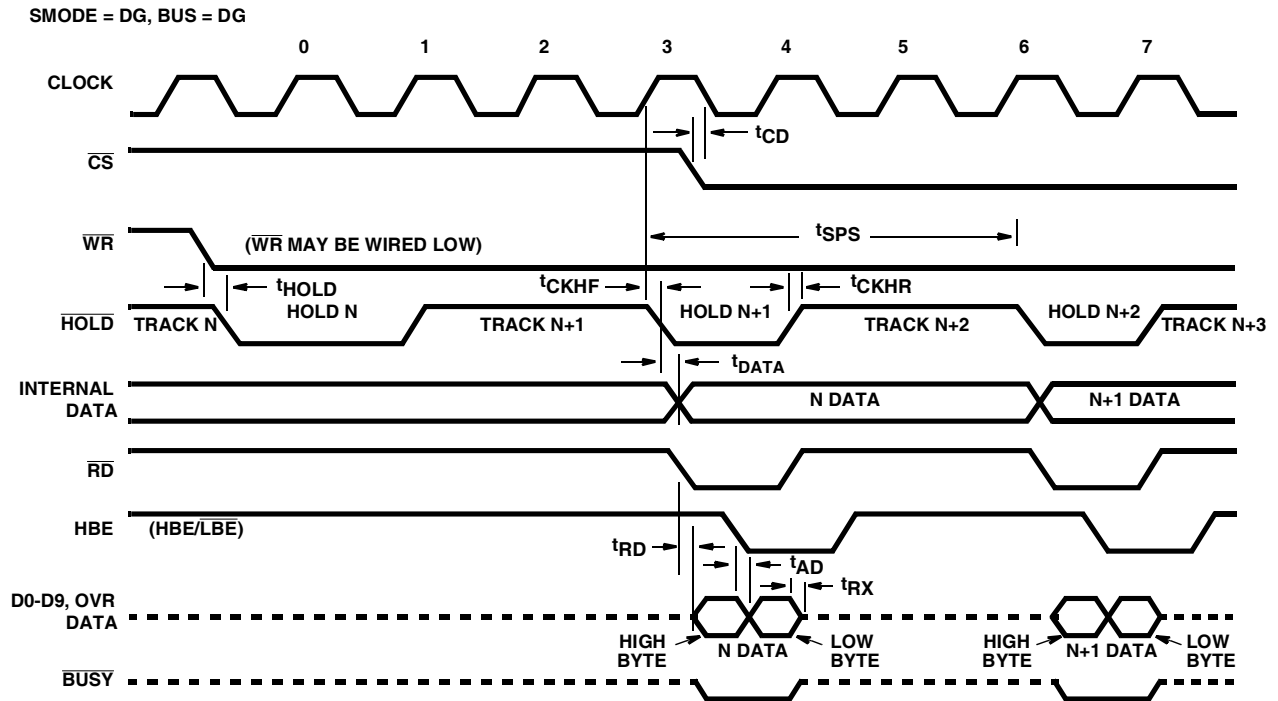 SMODE = DG, BUS = DG
0 1 2 3 4 5 6 7
CLOCK
tCD
CS
WR
(WR MAY BE WIRED LOW)
tSPS
tHOLD
tCKHF
tCKHR
HOLD
TRACK N
HOLD N
TRACK N+1
HOLD N+1
TRACK N+2
HOLD N+2
TRACK N+3
tDATA
INTERNAL
DATA
N DATA
N+1 DATA
RD
HBE
(HBE/LBE)
tRD
tAD
tRX
D0-D9, OVR
DATA
HIGH
BYTE
N DATA
LOW
BYTE
HIGH
BYTE
N+1 DATA
LOW
BYTE
BUSY